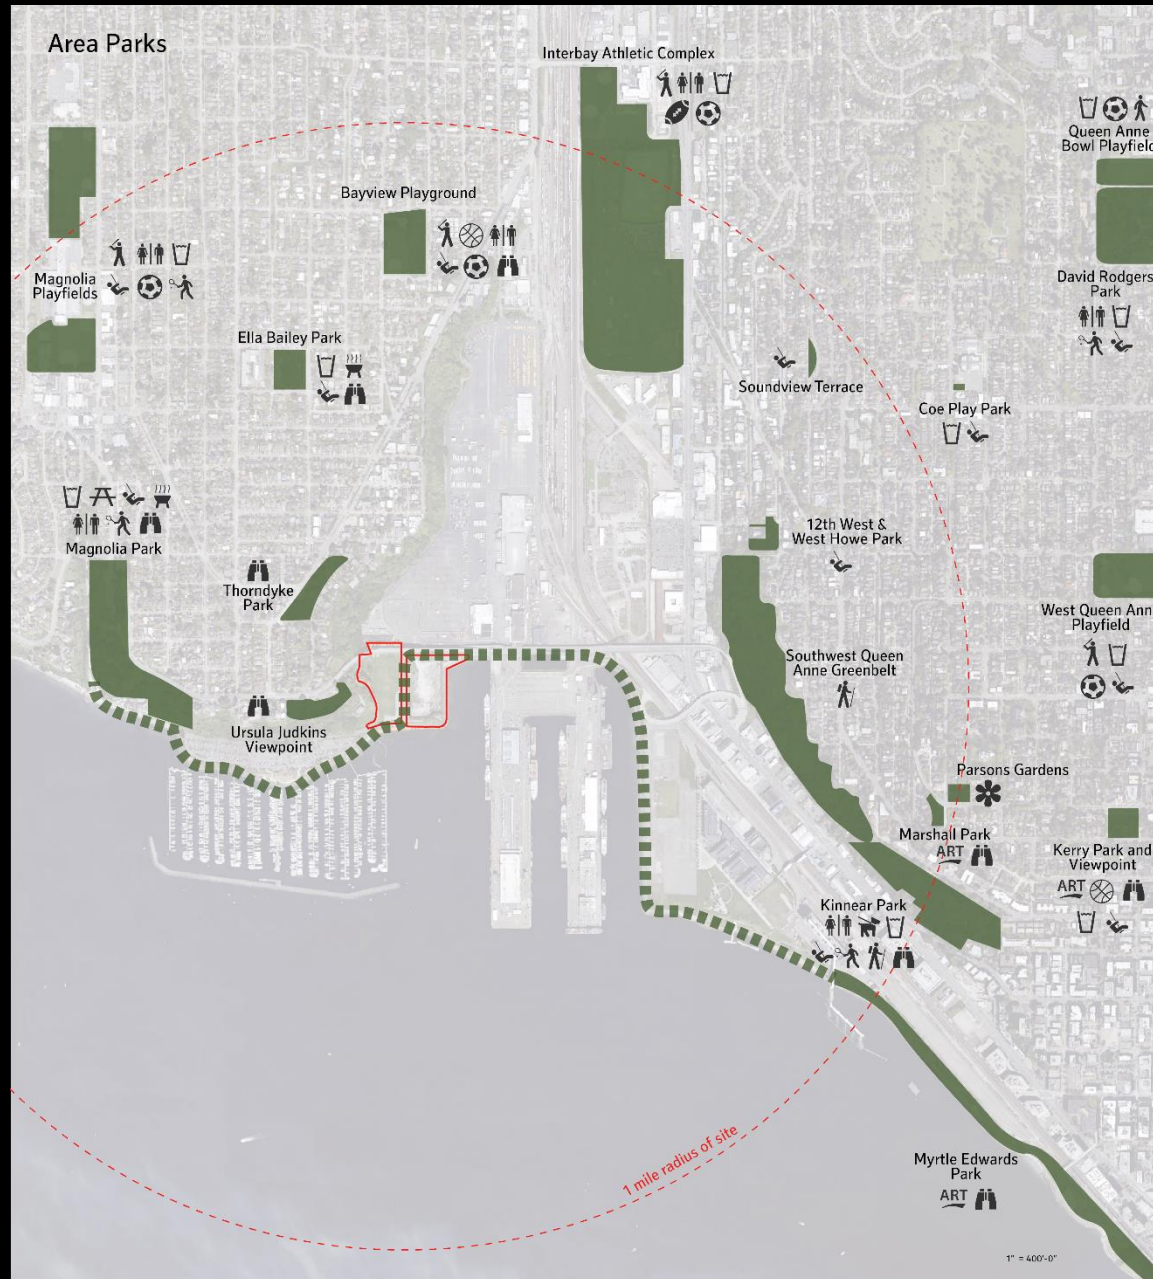 Area Parks
Interbay Athletic Complex
Queen Anne
Bowl Playfield
Bayview Playground
Magnolia
Playfields
David Rodgers
Park
Ella Bailey Park
Soundview Terrace
Coe Play Park
12th West &
West Howe Park
Magnolia Park
Thorndyke
Park
West Queen Ann
Playfield
Southwest Queen
Anne Greenbelt
Ursula Judkins
Viewpoint
Parsons Gardens
Marshall Park
ART
Kerry Park and
Viewpoint
ART
Kinnear Park
1 mile radius of site
Myrtle Edwards
Park
ART
1" = 400'-0"